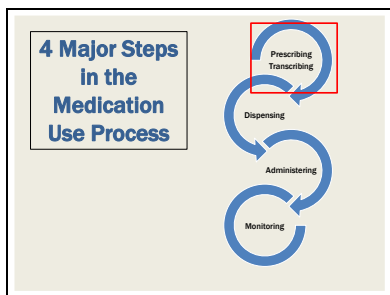 4 Major Steps
in the
Medication
Use Process
Prescribing
Transcribing
Dispensing
Administering
Monitoring